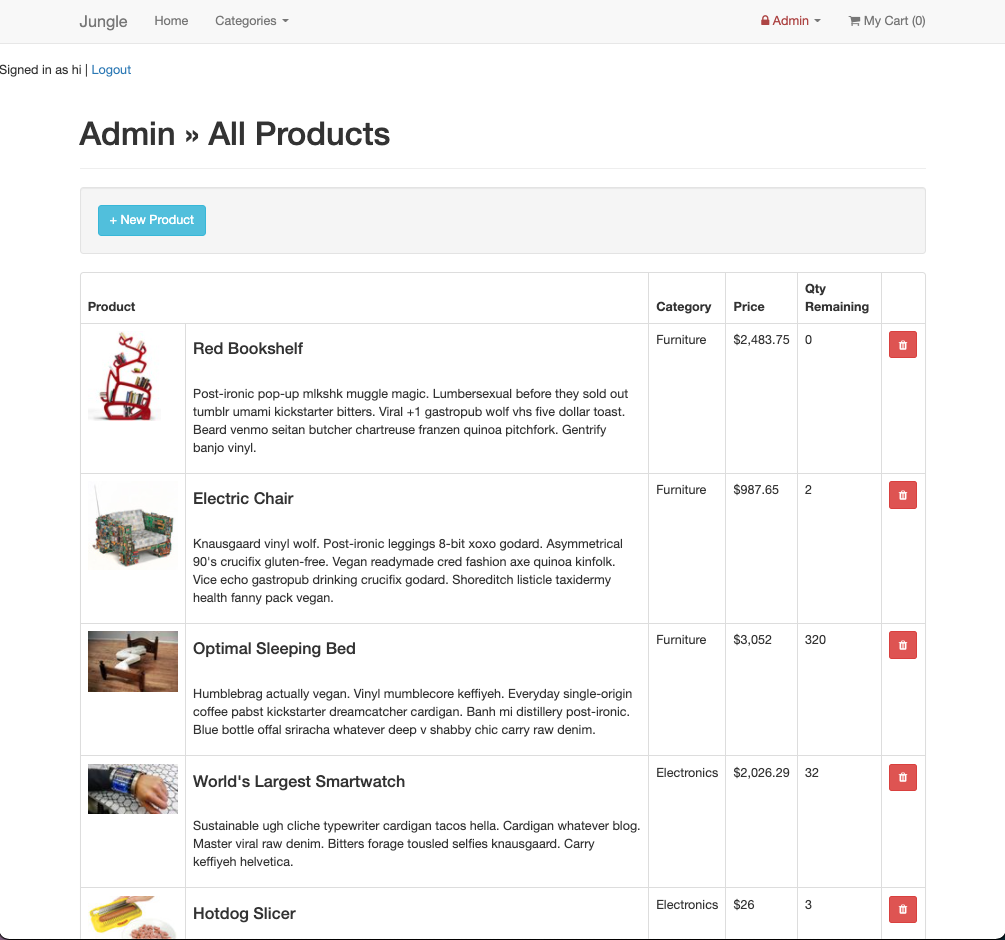 Jungle Home Categories Admin My Cart (0)
Signed in as hi | Logout
Admin » All Products
+ New Product
Product Category Price Qty Remaining
Red Bookshelf Furniture $2,483.75 0
Post-ironic pop-up mlkshk muggle magic. Lumbersexual before they sold out
tumblr umami kickstarter bitters. Viral +1 gastropub wolf vhs five dollar toast.
Beard venmo seitan butcher chartreuse franzen quinoa pitchfork. Gentrify
banjo vinyl.
Electric Chair Furniture $987.65 2
Knausgaard vinyl wolf. Post-ironic leggings 8-bit xoxo godard. Asymmetrical
90's crucifix gluten-free. Vegan readymade cred fashion axe quinoa kinfolk.
Vice echo gastropub drinking crucifix godard. Shoreditch listicle taxidermy
health fanny pack vegan.
Optimal Sleeping Bed Furniture $3,052 320
Humblebrag actually vegan. Vinyl mumblecore keffiyeh. Everyday single-origin
coffee pabst kickstarter dreamcatcher cardigan. Banh mi distillery post-ironic.
Blue bottle offal sriracha whatever deep v shabby chic carry raw denim.
World's Largest Smartwatch Electronics $2,026.29 32
Sustainable ugh cliche typewriter cardigan tacos hella. Cardigan whatever blog.
Master viral raw denim. Bitters forage tousled selfies knausgaard. Carry
keffiyeh helvetica.
Hotdog Slicer Electronics $26 3